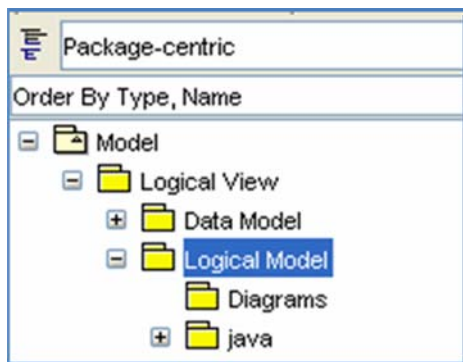 Package-centric
Order By Type, Name
Model
Logical View
Data Model
Logical Model
Diagrams
java